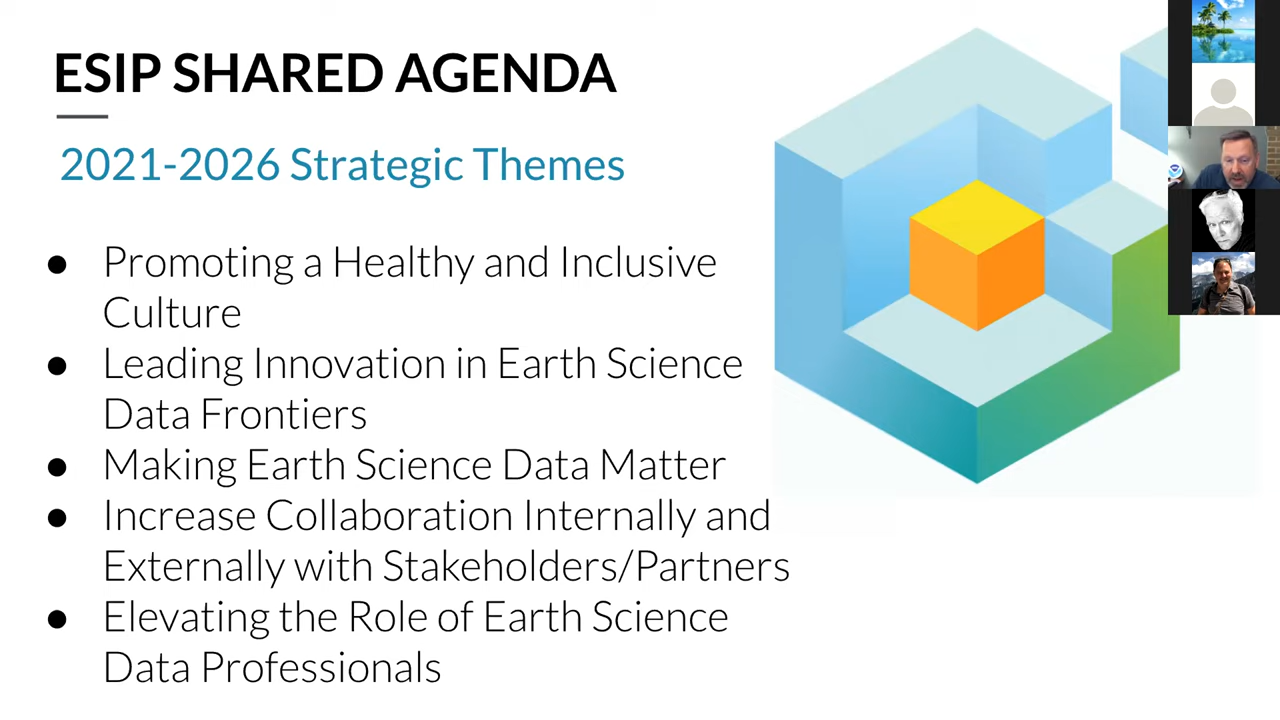 ESIP SHARED AGENDA
2021-2026 Strategic Themes
● Promoting a Healthy and Inclusive
Culture
● Leading Innovation in Earth Science
Data Frontiers
● Making Earth Science Data Matter
● Increase Collaboration Internally and
Externally with Stakeholders/Partners
● Elevating the Role of Earth Science
Data Professionals